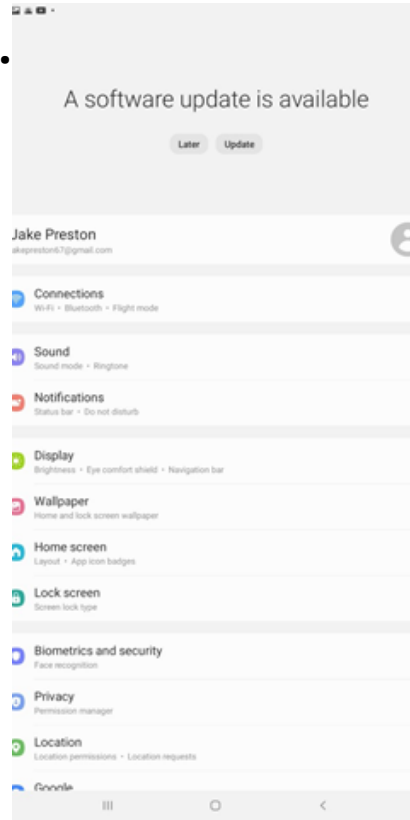 A software update is available
Later Update
Jake Preston
akepreston67@gmail.com
Connections
Wi-Fi • Bluetooth • Flight mode
Sound
Sound mode • Ringtone
Notifications
Status bar • Do not disturb
Display
Brightness • Eye comfort shield • Navigation bar
Wallpaper
Home and lock screen wallpaper
Home screen
Layout • App icon badges
Lock screen
Screen lock type
Biometrics and security
Face recognition
Privacy
Permission manager
Location
Location permissions • Location requests
Google